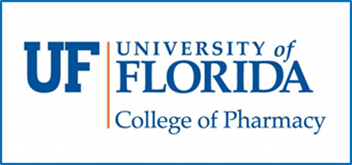 UF
UNIVERSITY of
FLORIDA
College of Pharmacy